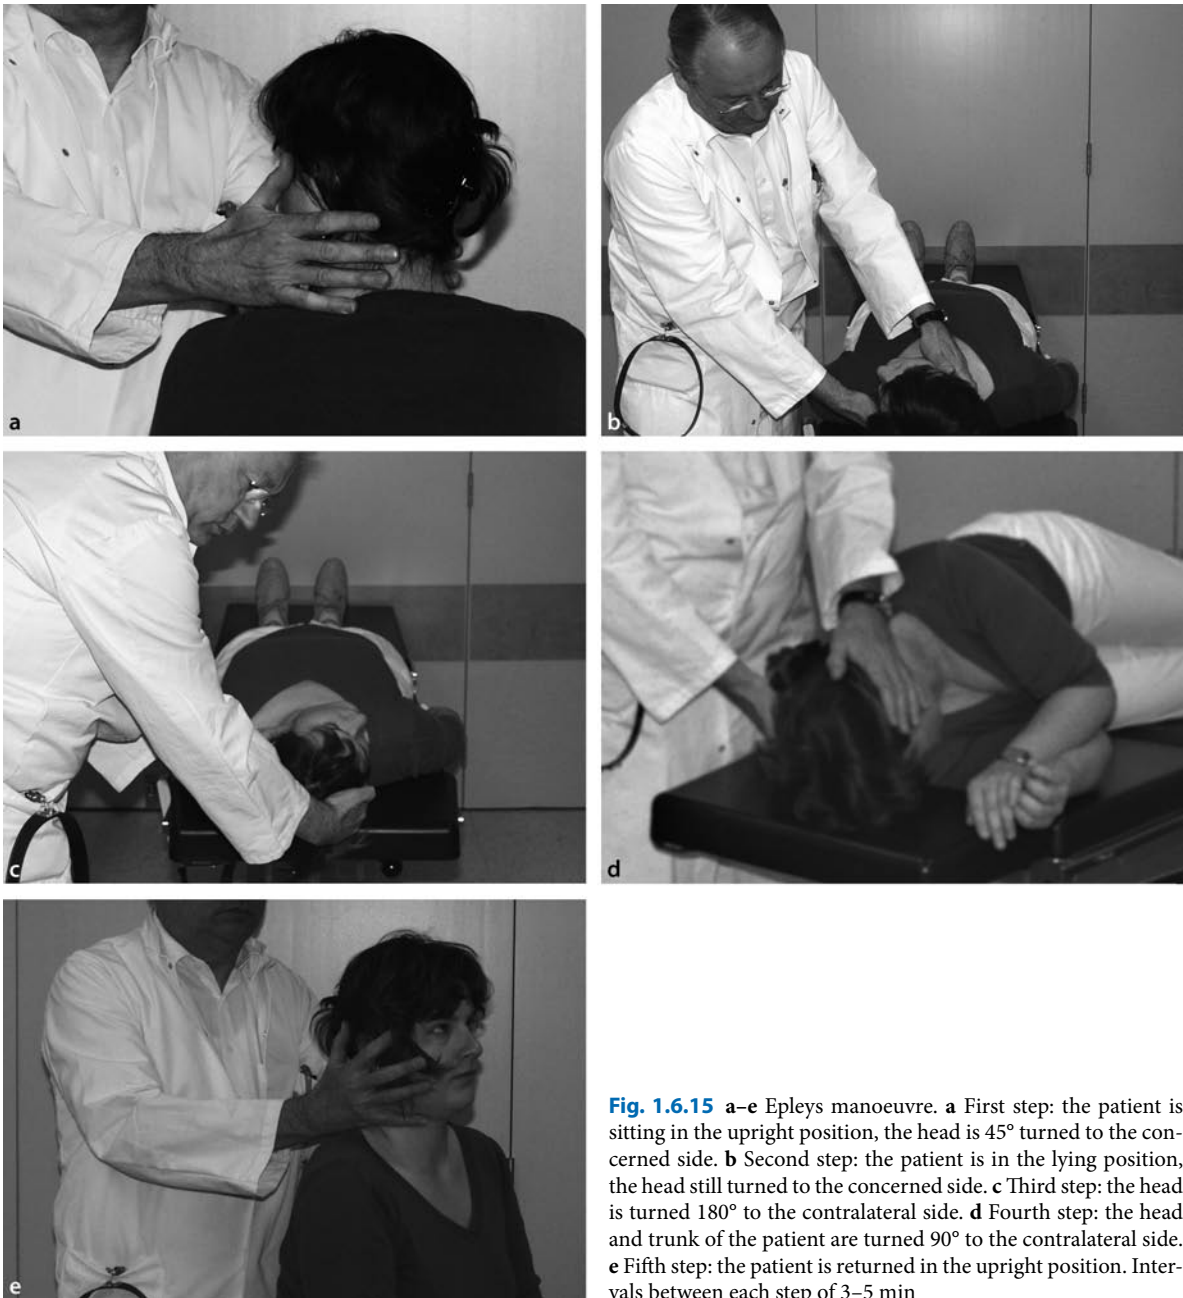 a
b
c
d
e
Fig. 1.6.15 a–e Epleys manoeuvre. a First step: the patient is
sitting in the upright position, the head is 45° turned to the con-
cerned side. b Second step: the patient is in the lying position,
the head still turned to the concerned side. c Third step: the head
is turned 180° to the contralateral side. d Fourth step: the head
and trunk of the patient are turned 90° to the contralateral side.
e Fifth step: the patient is returned in the upright position. Inter-
vals between each step of 3–5 min